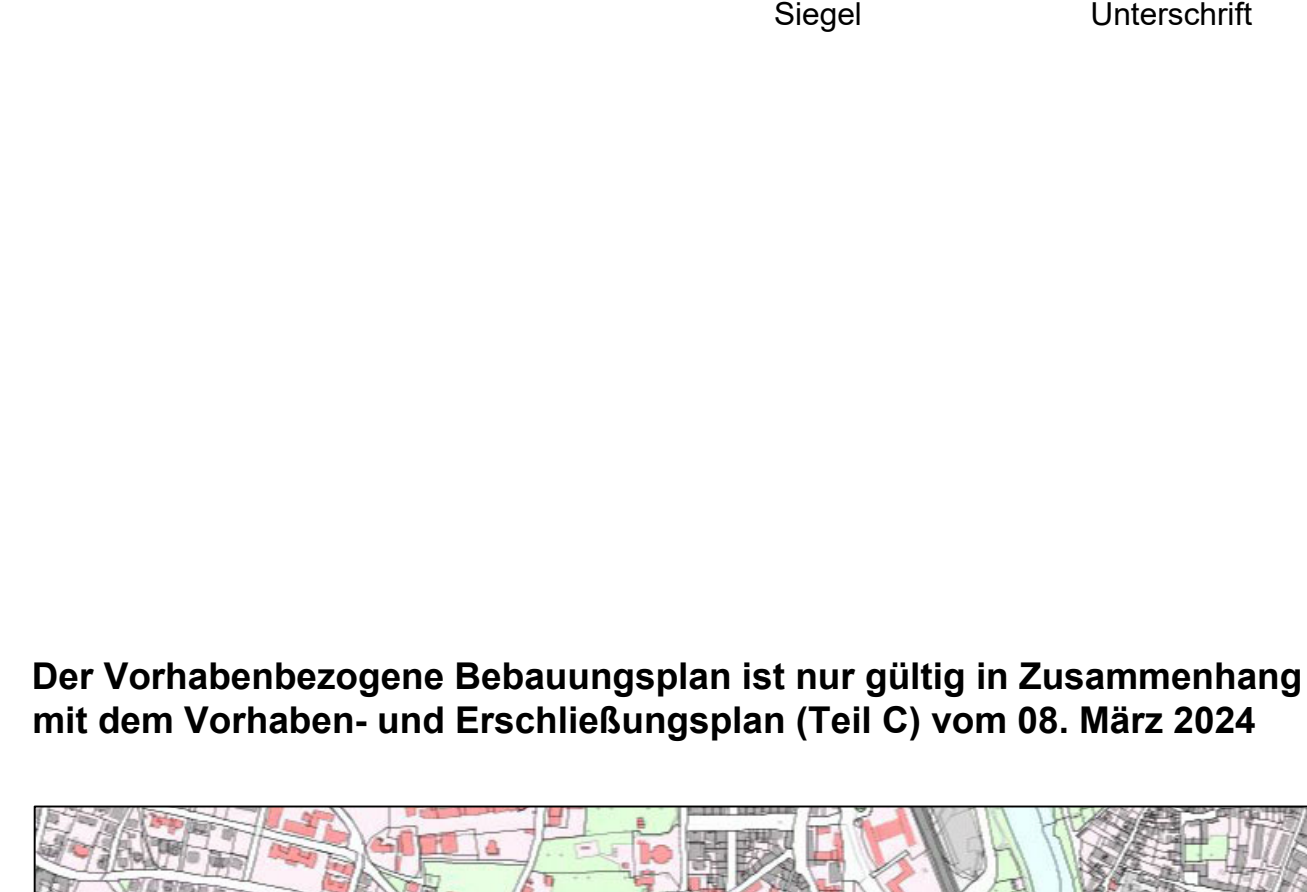 Siegel Unterschrift
Der Vorhabenbezogene Bebauungsplan ist nur gültig in Zusammenhang
mit dem Vorhaben- und Erschließungsplan (Teil C) vom 08. März 2024